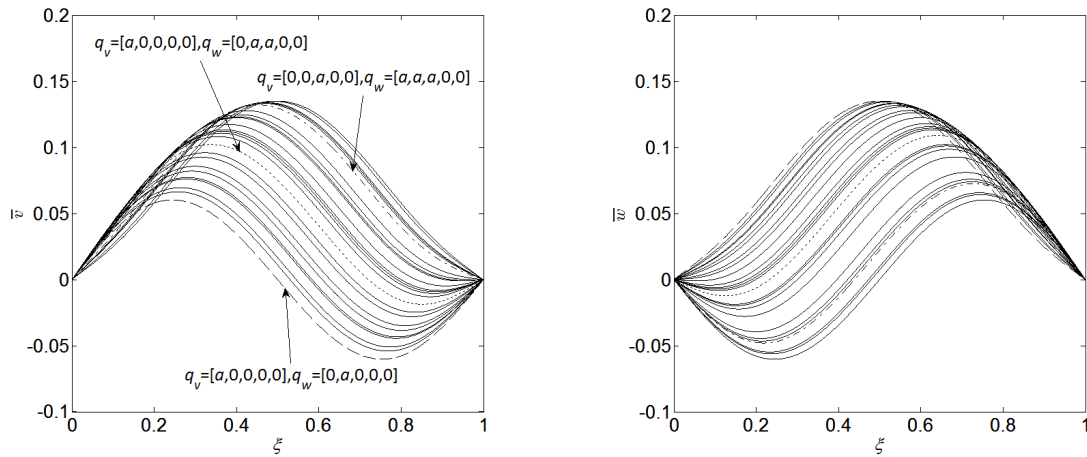 0.2
q_v=[a,0,0,0,0],q_w=[0,a,a,0,0]
0.15
q_v=[0,0,a,0,0],q_w=[a,a,a,0,0]
0.1
v̅
0.05
0
-0.05
q_v=[a,0,0,0,0],q_w=[0,a,0,0,0]
-0.1
0 0.2 0.4 0.6 0.8 1
ξ
0.2
0.15
0.1
w̅
0.05
0
-0.05
-0.1
0 0.2 0.4 0.6 0.8 1
ξ